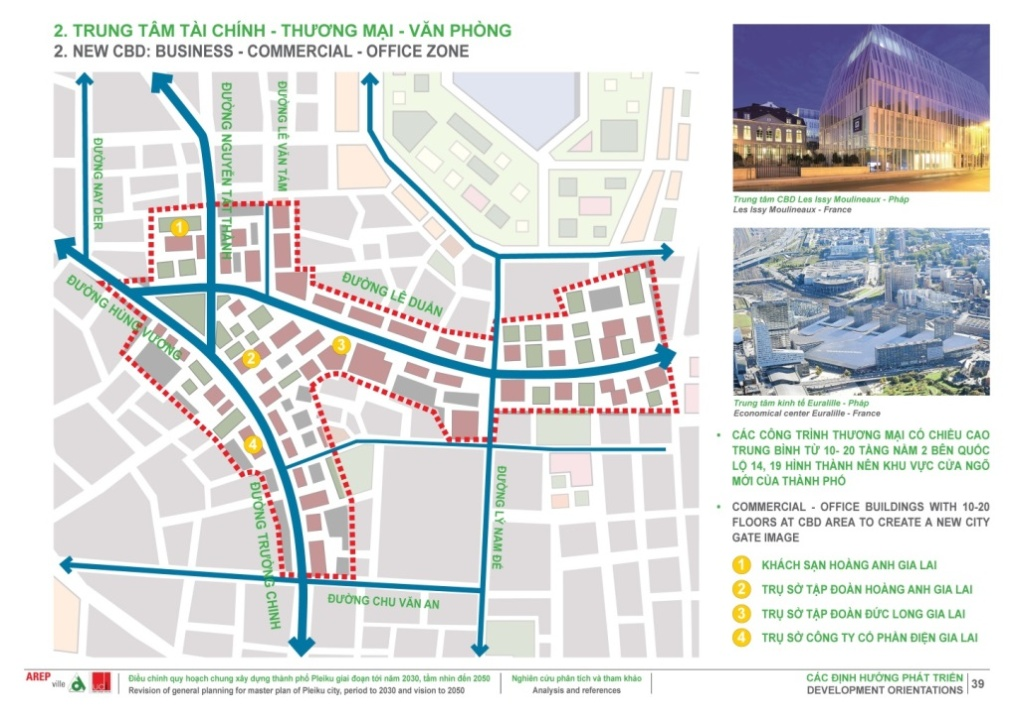 2. TRUNG TÂM TÀI CHÍNH - THƯƠNG MẠI - VĂN PHÒNG
2. NEW CBD: BUSINESS - COMMERCIAL - OFFICE ZONE
ĐƯỜNG NAY DER
ĐƯỜNG NGUYỄN TẤT THÀNH
ĐƯỜNG LÊ VĂN TÁM
ĐƯỜNG HÙNG VƯƠNG
ĐƯỜNG LÊ DUẨN
ĐƯỜNG TRƯỜNG CHINH
ĐƯỜNG LÝ NAM ĐẾ
ĐƯỜNG CHU VĂN AN
1
2
3
4
Trung tâm CBD Les Issy Moulineaux - Pháp
Les Issy Moulineaux - France
Trung tâm kinh tế Euralille - Pháp
Economical center Euralille - France
• CÁC CÔNG TRÌNH THƯƠNG MẠI CÓ CHIỀU CAO
TRUNG BÌNH TỪ 10- 20 TẦNG NẰM 2 BÊN QUỐC
LỘ 14, 19 HÌNH THÀNH NÊN KHU VỰC CỬA NGÕ
MỚI CỦA THÀNH PHỐ
• COMMERCIAL - OFFICE BUILDINGS WITH 10-20
FLOORS AT CBD AREA TO CREATE A NEW CITY
GATE IMAGE
1 KHÁCH SẠN HOÀNG ANH GIA LAI
2 TRỤ SỞ TẬP ĐOÀN HOÀNG ANH GIA LAI
3 TRỤ SỞ TẬP ĐOÀN ĐỨC LONG GIA LAI
4 TRỤ SỞ CÔNG TY CỔ PHẦN ĐIỆN GIA LAI
AREP
ville
Điều chỉnh quy hoạch chung xây dựng thành phố Pleiku giai đoạn tới năm 2030, tầm nhìn đến 2050
Revision of general planning for master plan of Pleiku city, period to 2030 and vision to 2050
Nghiên cứu phân tích và tham khảo
Analysis and references
CÁC ĐỊNH HƯỚNG PHÁT TRIỂN
DEVELOPMENT ORIENTATIONS 39